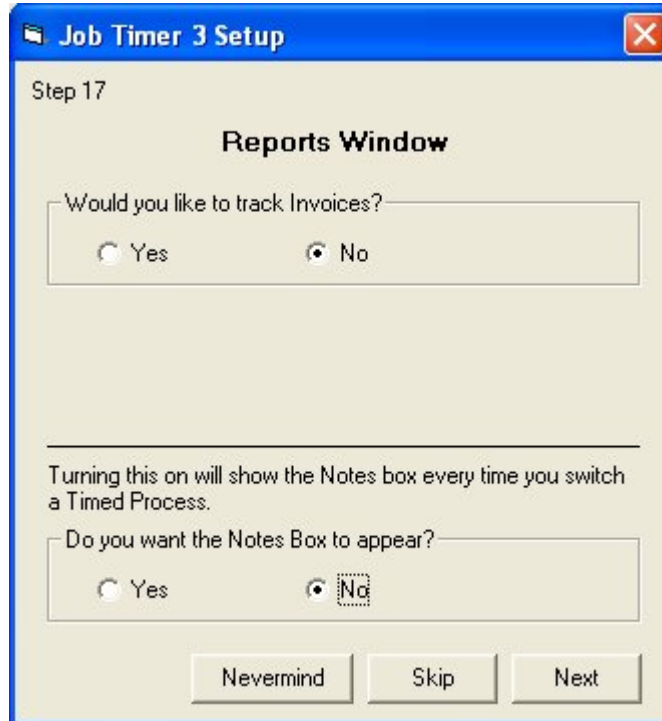 Job Timer 3 Setup
Step 17
Reports Window
Would you like to track Invoices?
Yes No
Turning this on will show the Notes box every time you switch
a Timed Process.
Do you want the Notes Box to appear?
Yes No
Nevermind Skip Next